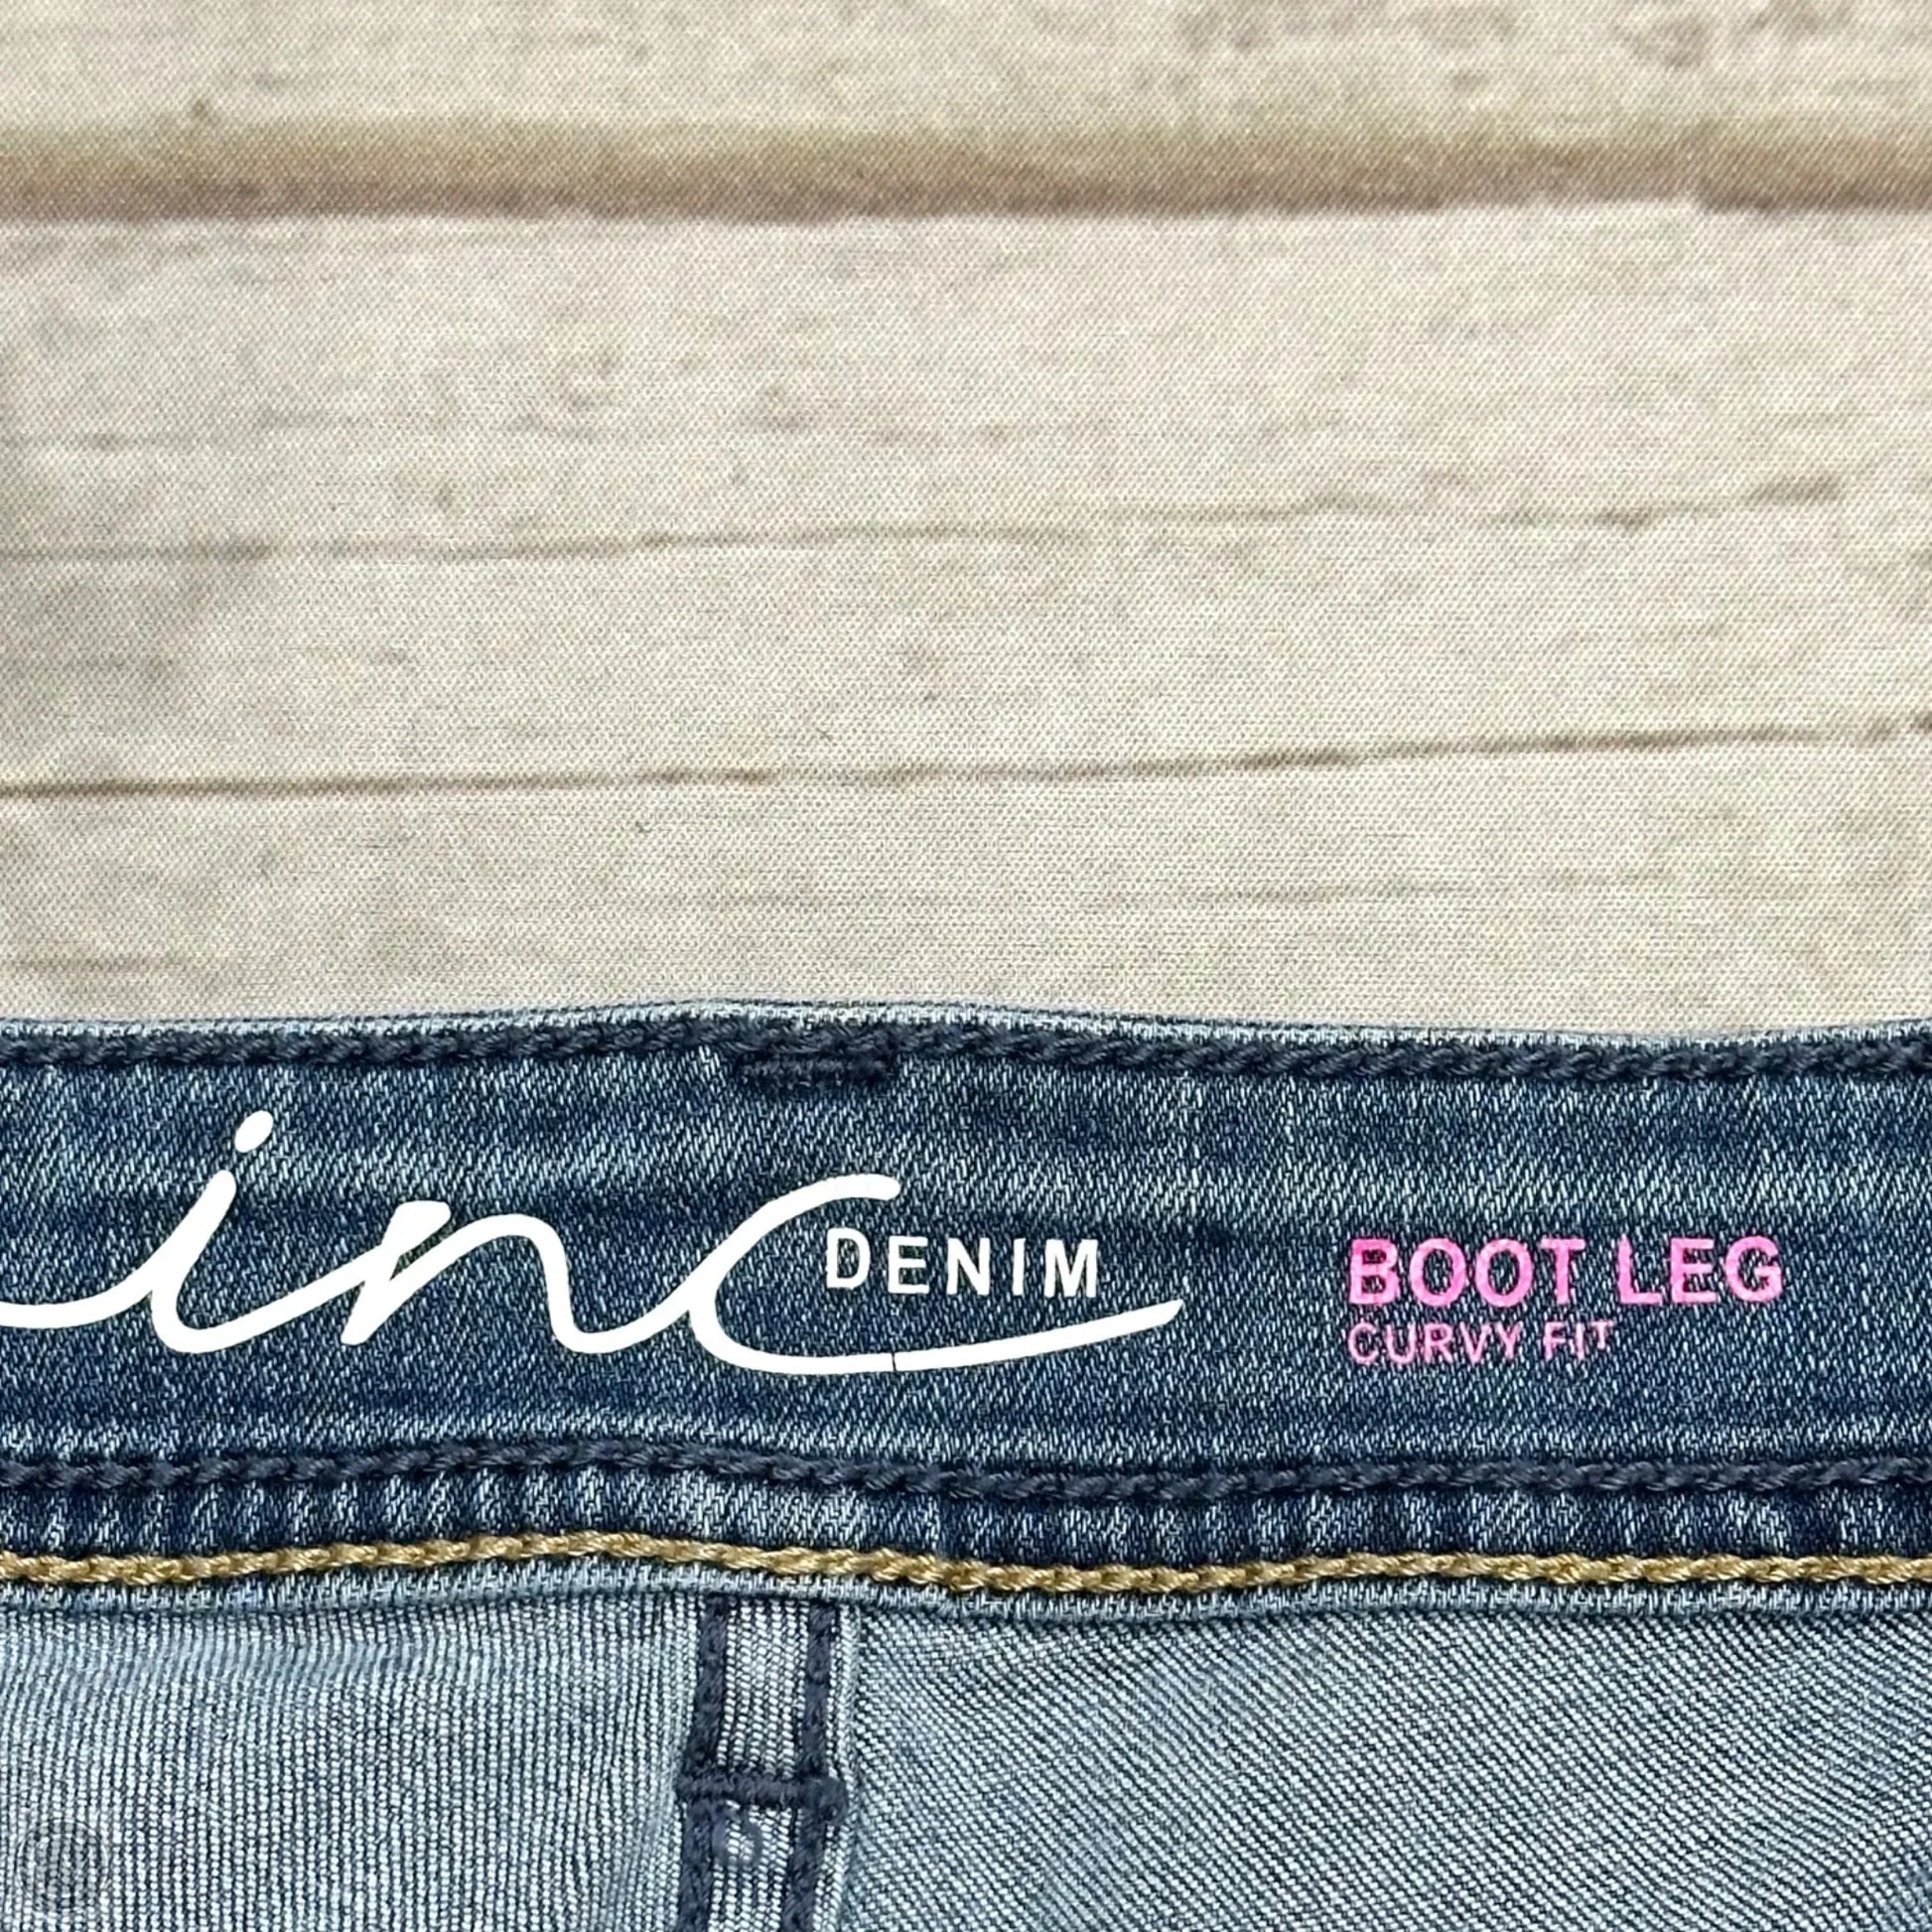 inc DENIM
BOOT LEG
CURVY FIT